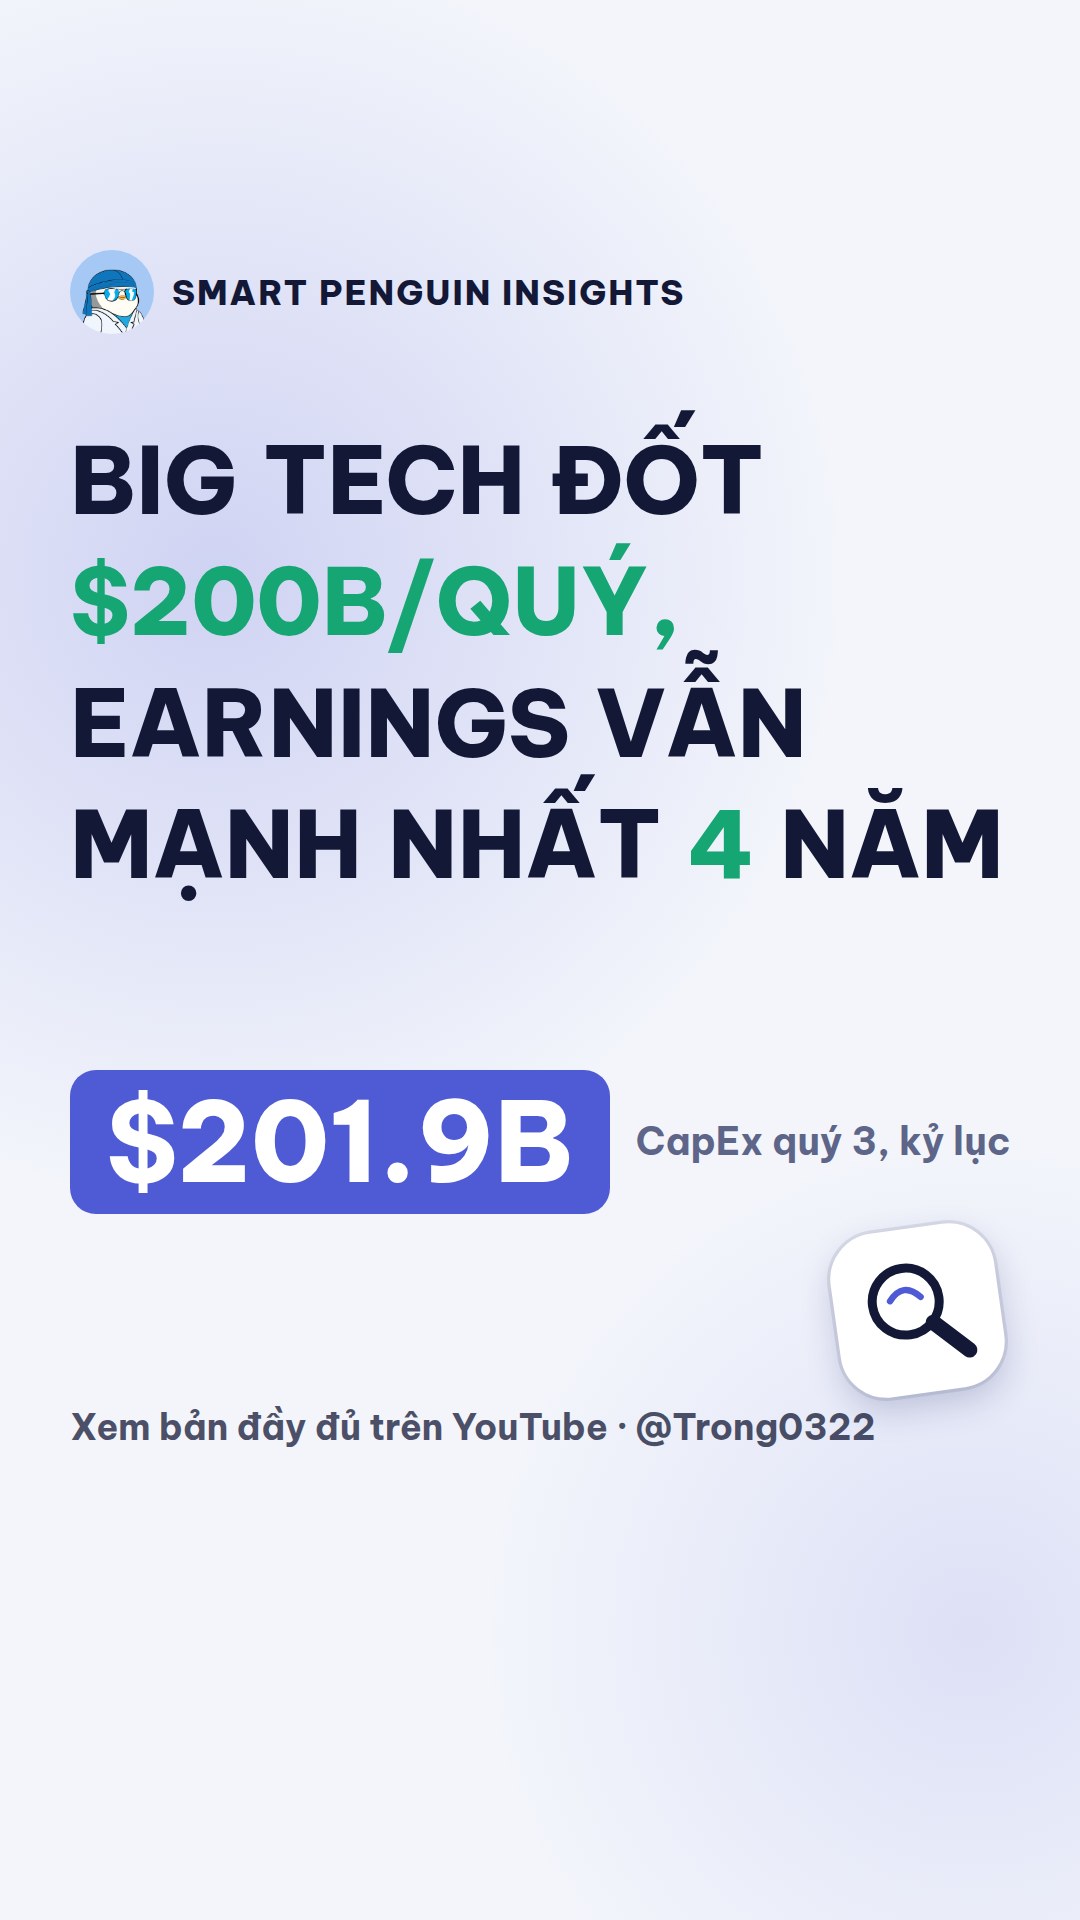 SMART PENGUIN INSIGHTS
BIG TECH ĐỐT
$200B/QUÝ,
EARNINGS VẪN
MẠNH NHẤT 4 NĂM
$201.9B CapEx quý 3, kỷ lục
Xem bản đầy đủ trên YouTube · @Trong0322